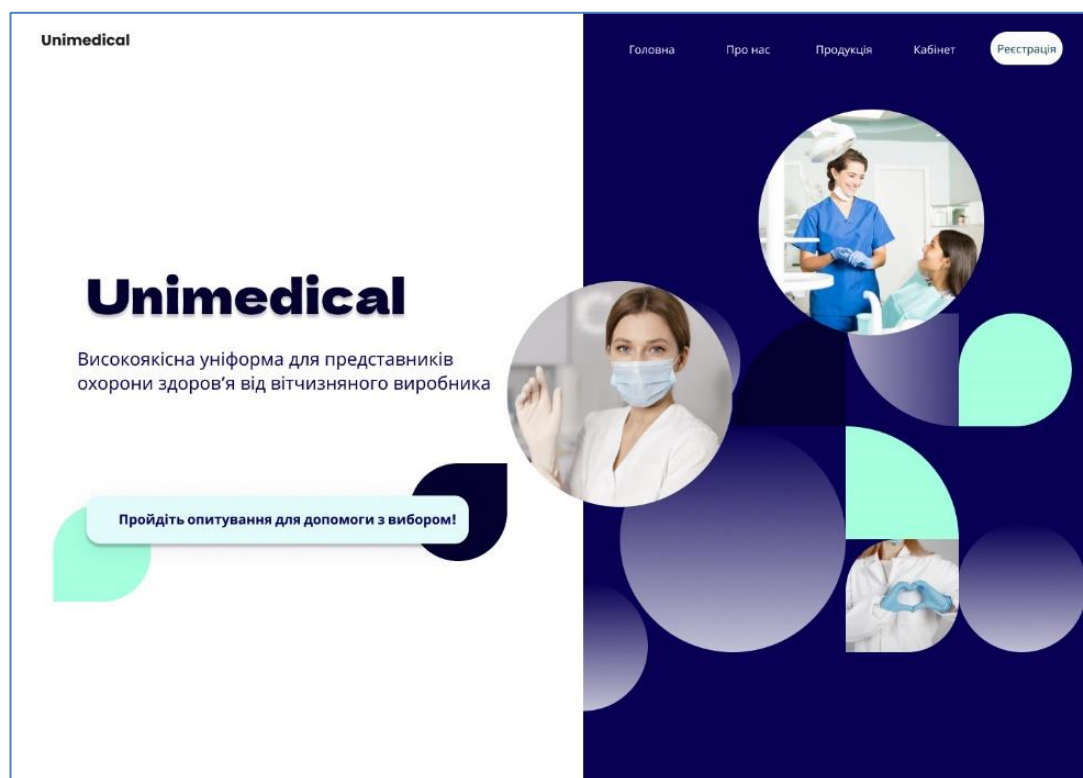 Unimedical
Головна Про нас Продукція Кабінет Реєстрація
Unimedical
Високоякісна уніформа для представників
охорони здоров’я від вітчизняного виробника
Пройдіть опитування для допомоги з вибором!